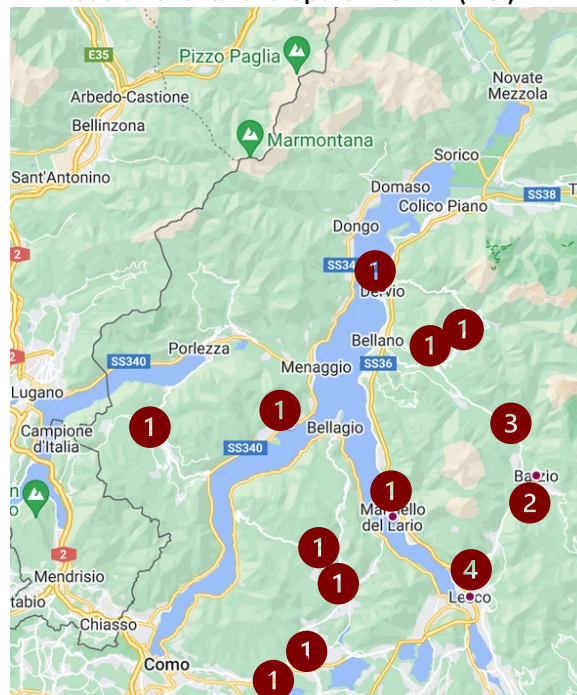 E35
Pizzo Paglia
Novate
Mezzola
Arbedo-Castione
Bellinzona
Marmontana
Sorico
Sant'Antonino
Domaso
SS38
Colico Piano
Dongo
2
SS34
1
Dervio
1
Bellano
1
Porlezza
SS340
SS36
Menaggio
Lugano
1
3
1
Campione
d'Italia
Bellagio
SS340
Barzio
1
2
Mandello
del Lario
2
1
4
Mendrisio
1
Lecco
Chiasso
1
Como
1